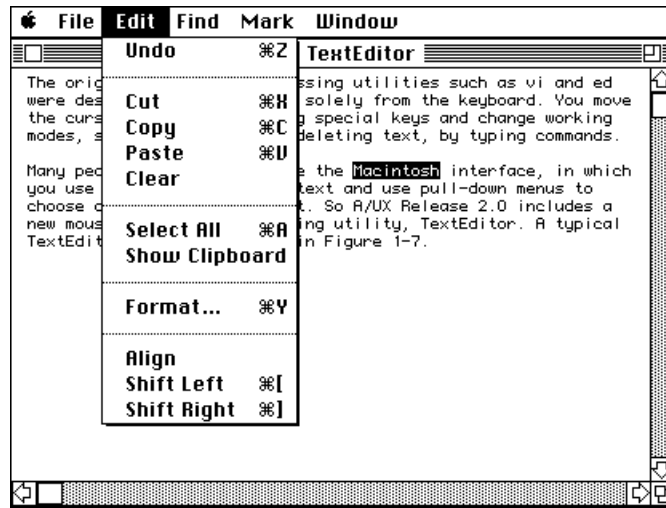 File Edit Find Mark Window
TextEditor
Undo ⌘Z
Cut ⌘X
Copy ⌘C
Paste ⌘V
Clear
Select All ⌘A
Show Clipboard
Format... ⌘Y
Align
Shift Left ⌘[
Shift Right ⌘]
The orig ssing utilities such as vi and ed
were des solely from the keyboard. You move
the curs g special keys and change working
modes, s deleting text, by typing commands.
Many peo e the Macintosh interface, in which
you use text and use pull-down menus to
choose c t. So A/UX Release 2.0 includes a
new mous ing utility, TextEditor. A typical
TextEdit in Figure 1-7.